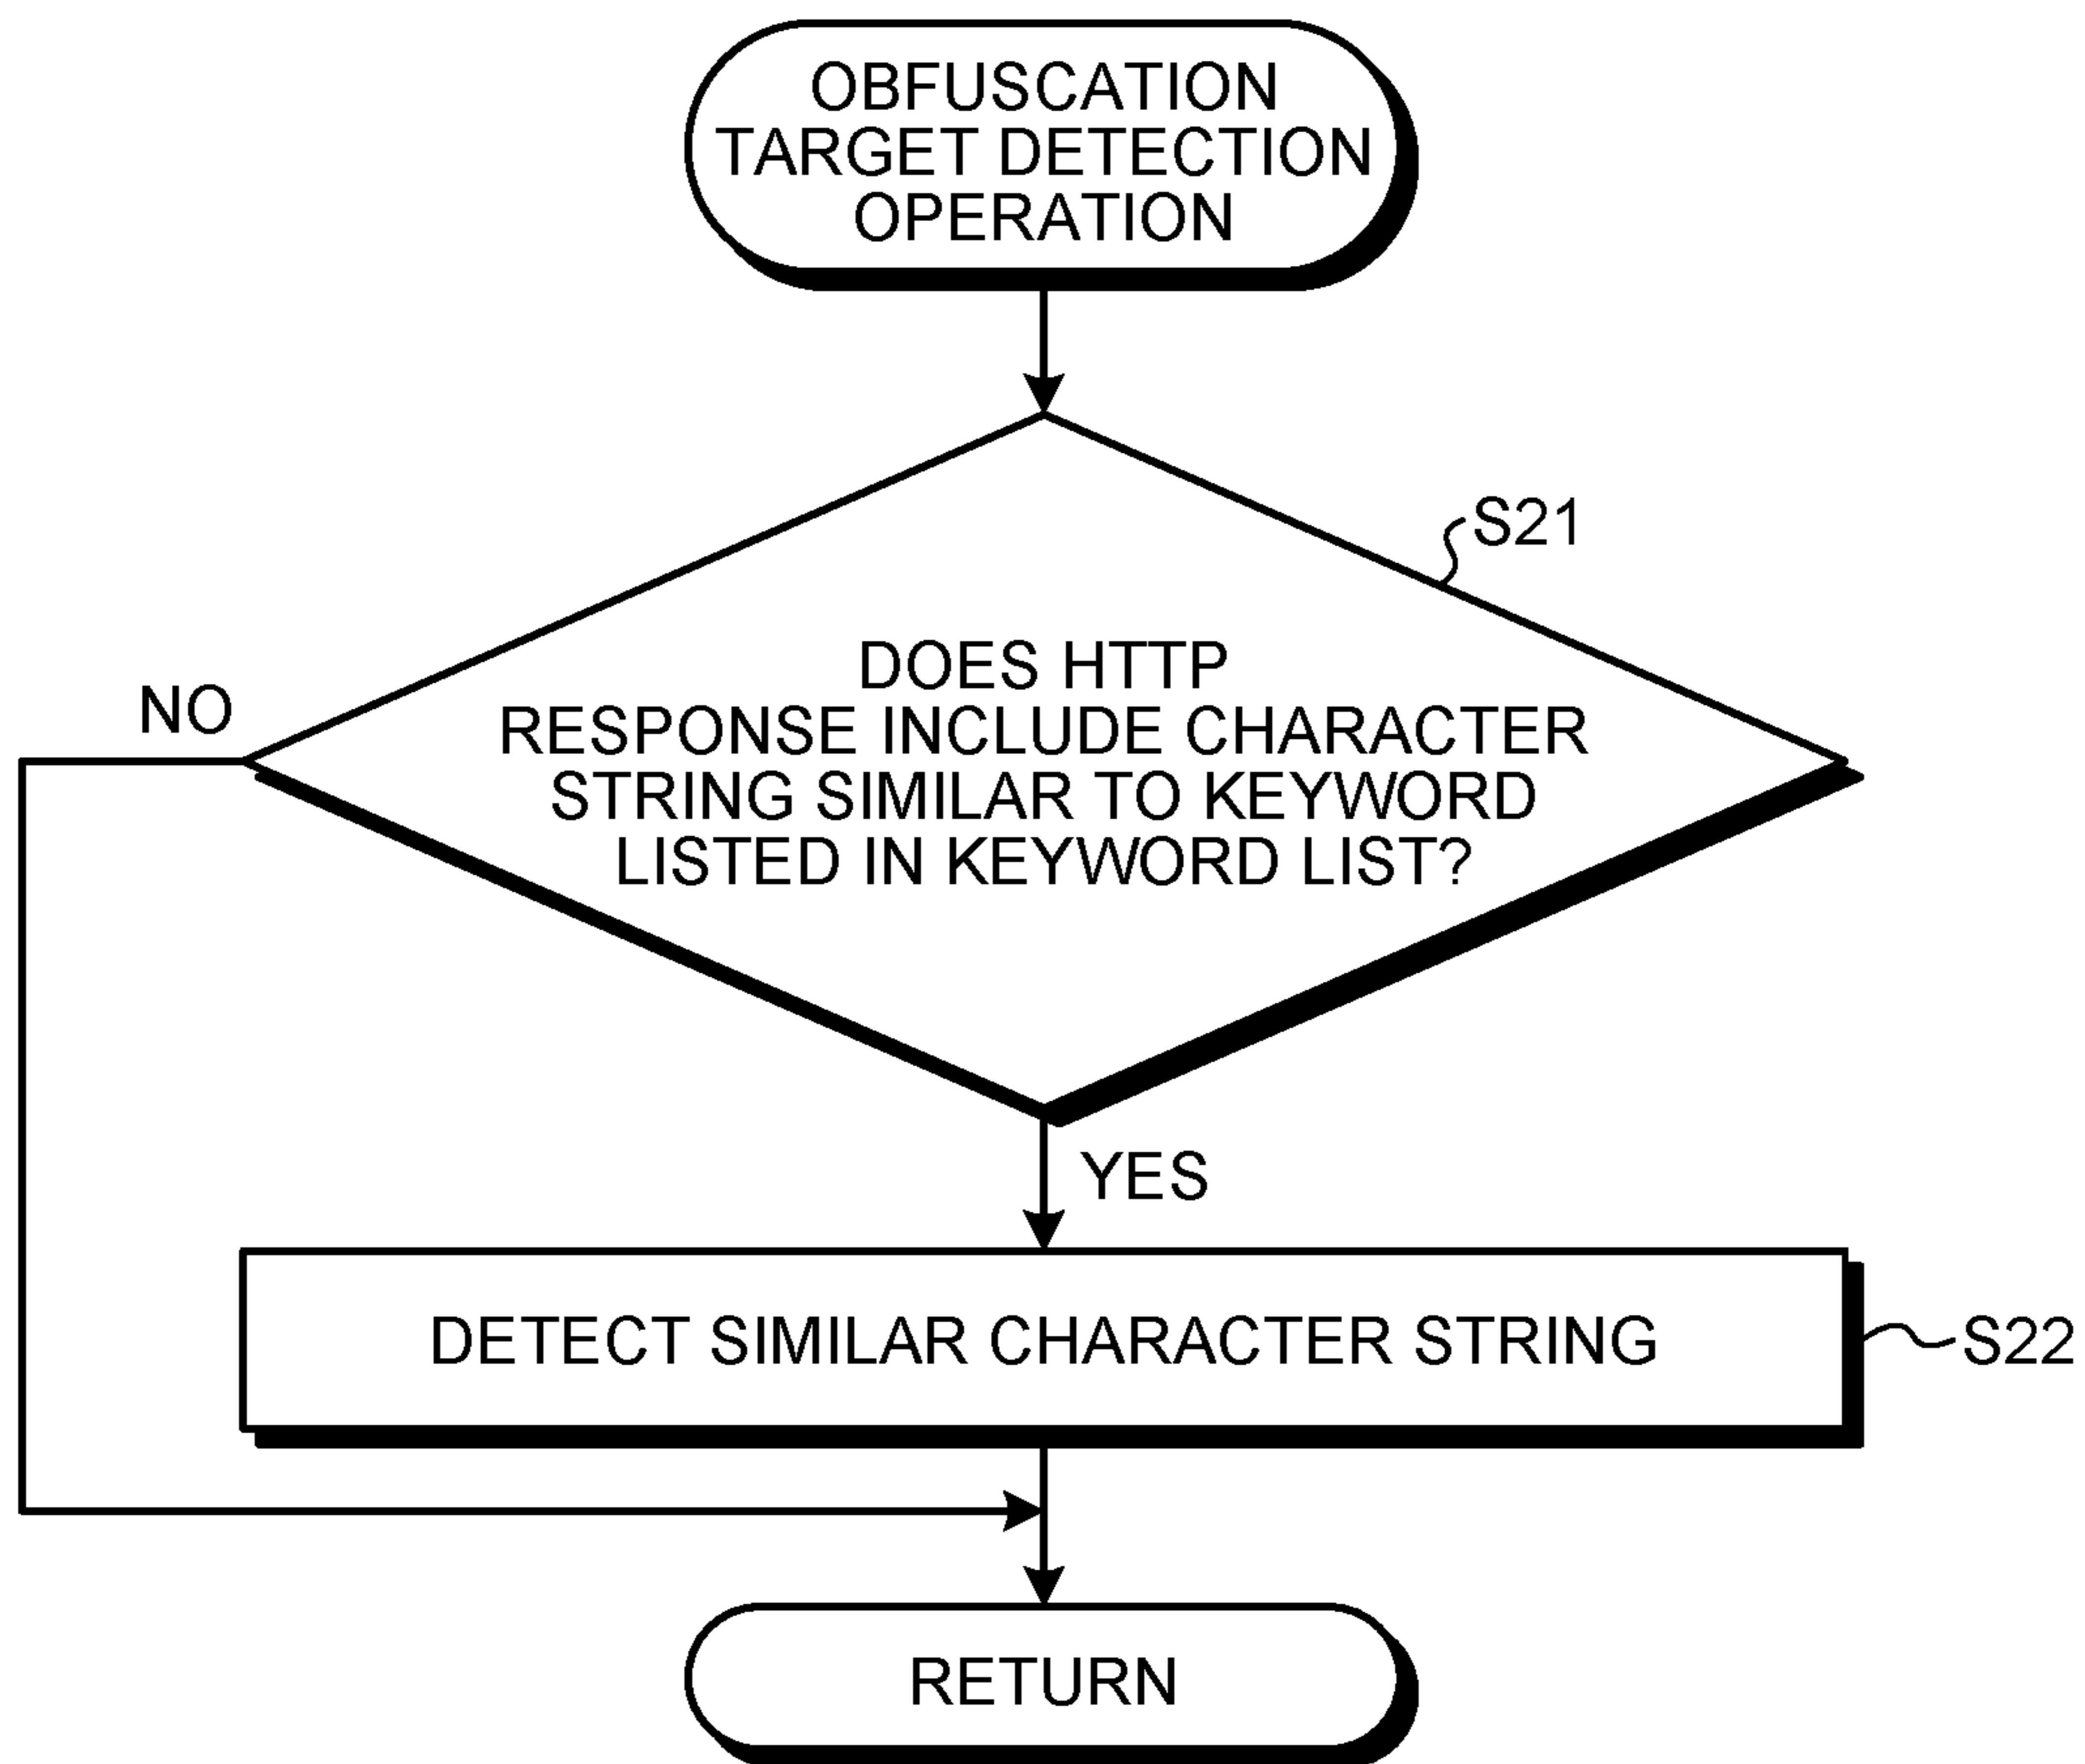 OBFUSCATION
TARGET DETECTION
OPERATION
S21
DOES HTTP
RESPONSE INCLUDE CHARACTER
STRING SIMILAR TO KEYWORD
LISTED IN KEYWORD LIST?
NO
YES
DETECT SIMILAR CHARACTER STRING
S22
RETURN